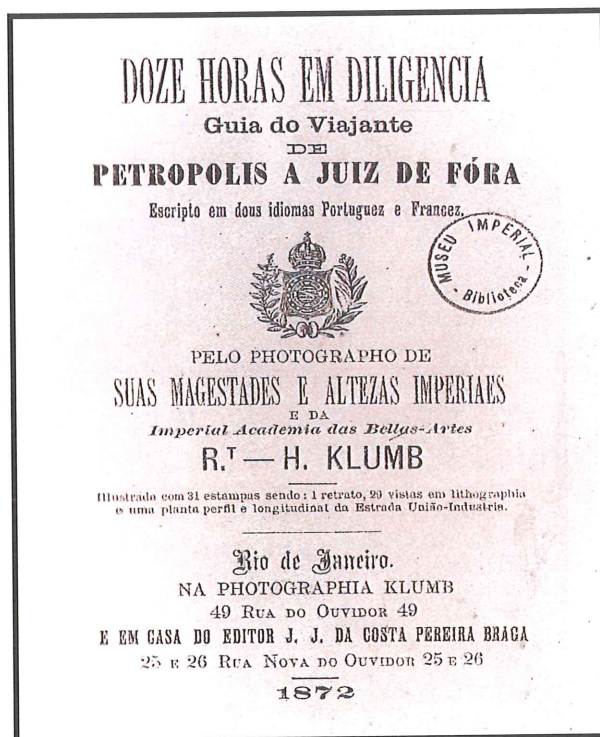 DOZE HORAS EM DILIGENCIA
Guia do Viajante
DE
PETROPOLIS A JUIZ DE FÓRA
Escripto em dous idiomas Portuguez e Francez.
MUSEU IMPERIAL
- Biblioteca -
PELO PHOTOGRAPHO DE
SUAS MAGESTADES E ALTEZAS IMPERIAES
E DA
Imperial Academia das Bellas-Artes
R.T — H. KLUMB
Illustrado com 31 estampas sendo : 1 retrato, 29 vistas em lithographia
e uma planta perfil e longitudinal da Estrada União-Industria.
Rio de Janeiro.
NA PHOTOGRAPHIA KLUMB
49 RUA DO OUVIDOR 49
E EM CASA DO EDITOR J. J. DA COSTA PEREIRA BRAGA
25 E 26 RUA NOVA DO OUVIDOR 25 E 26
1872